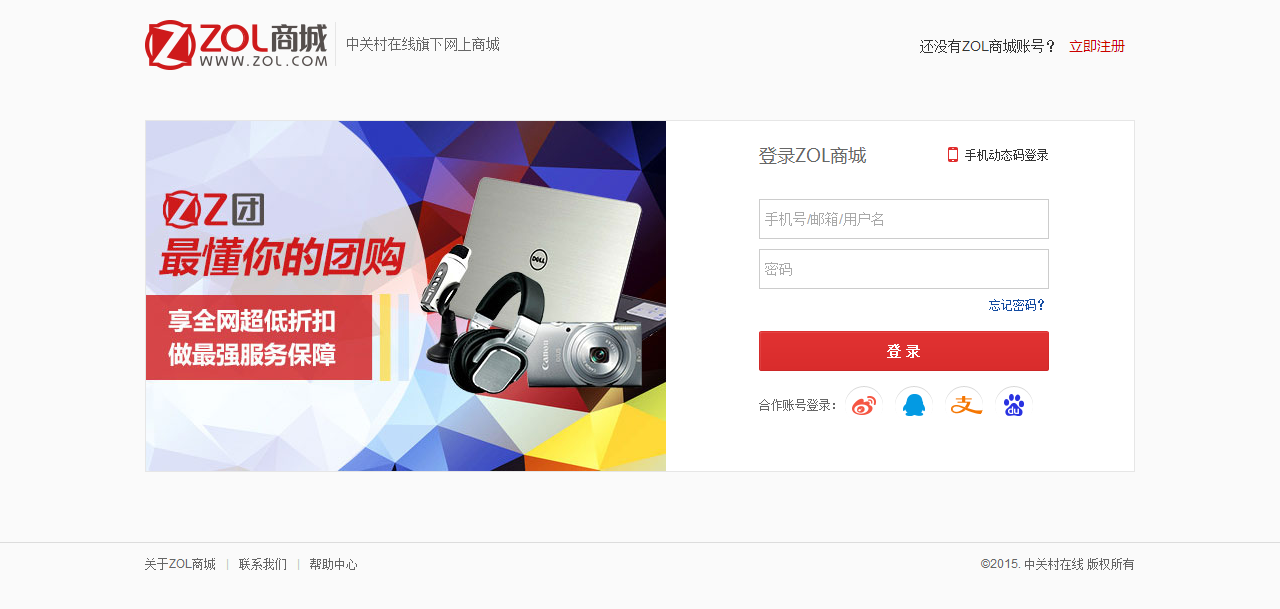 ZOL商城
WWW.ZOL.COM
中关村在线旗下网上商城
还没有ZOL商城账号？ 立即注册
Z团
最懂你的团购
享全网超低折扣
做最强服务保障
DELL
Canon
登录ZOL商城
手机动态码登录
手机号/邮箱/用户名
密码
忘记密码？
登 录
合作账号登录：
du
关于ZOL商城 | 联系我们 | 帮助中心
©2015. 中关村在线 版权所有